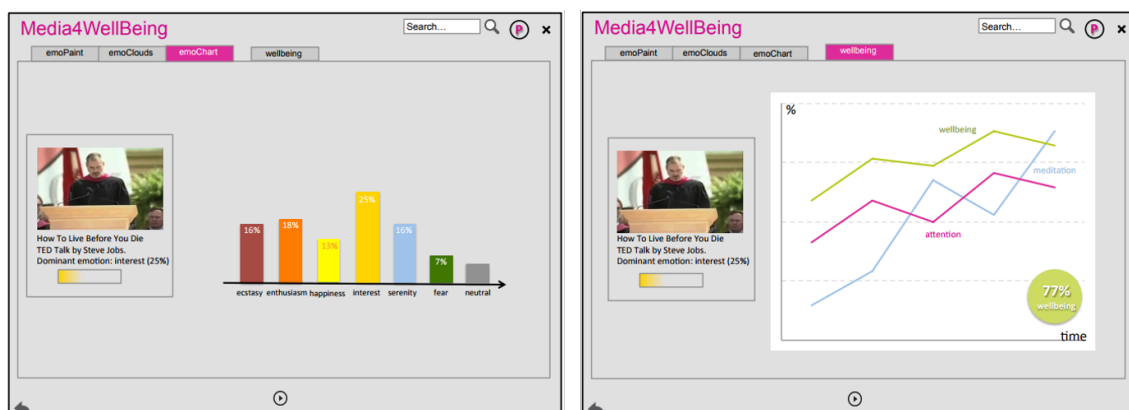 Media4WellBeing
Search...
P
×
emoPaint
emoClouds
emoChart
wellbeing
How To Live Before You Die
TED Talk by Steve Jobs.
Dominant emotion: interest (25%)
16%
18%
13%
25%
16%
7%
ecstasy
enthusiasm
happiness
interest
serenity
fear
neutral
Media4WellBeing
Search...
P
×
emoPaint
emoClouds
emoChart
wellbeing
How To Live Before You Die
TED Talk by Steve Jobs.
Dominant emotion: interest (25%)
%
wellbeing
meditation
attention
77%
wellbeing
time